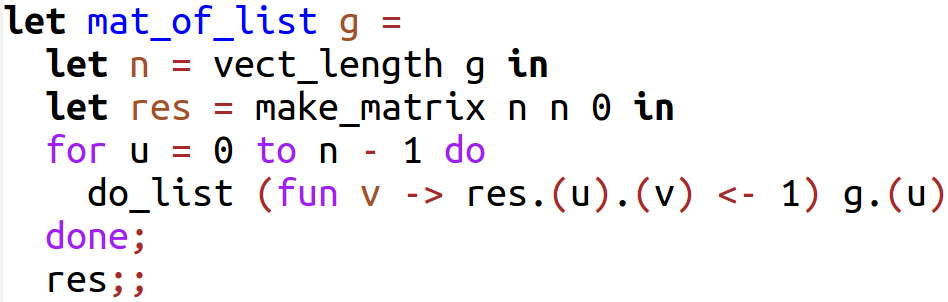 let mat_of_list g =
  let n = vect_length g in
  let res = make_matrix n n 0 in
  for u = 0 to n - 1 do
    do_list (fun v -> res.(u).(v) <- 1) g.(u)
  done;
  res;;